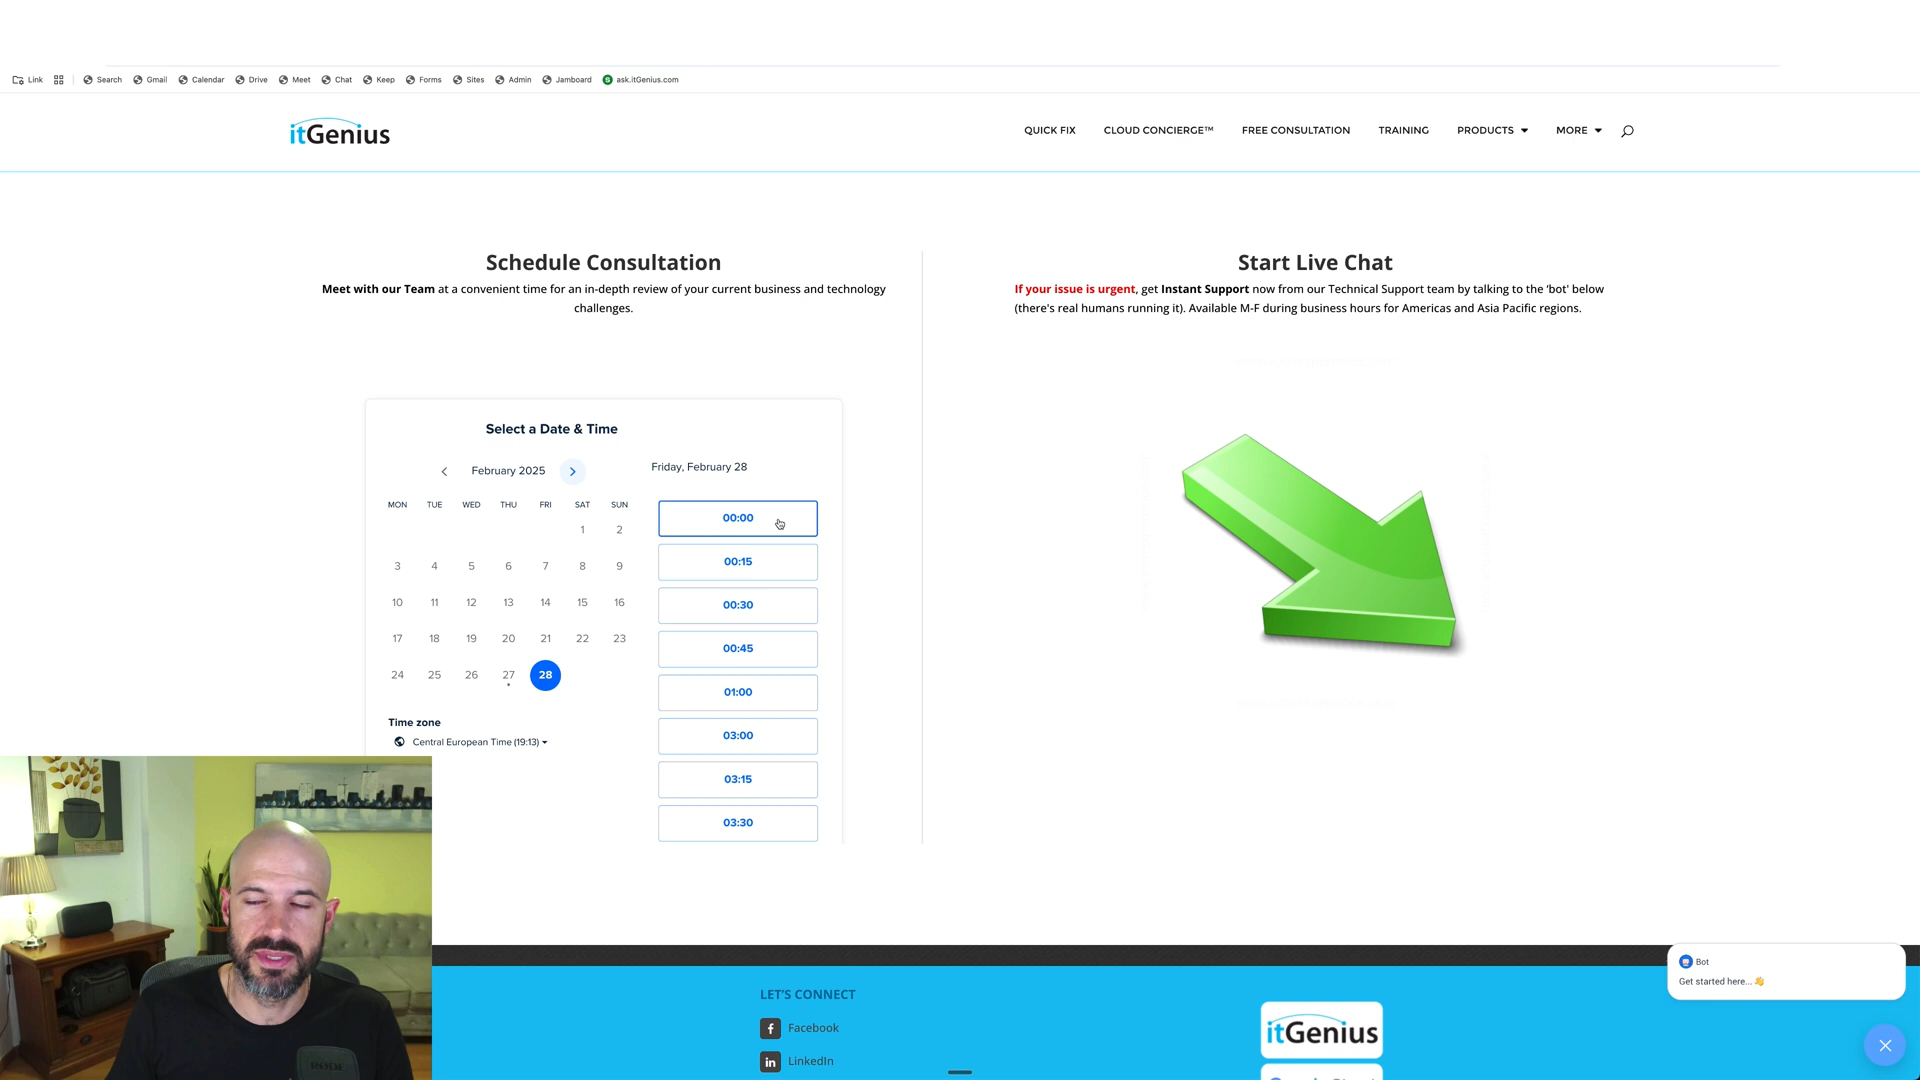 Link
Search
Gmail
Calendar
Drive
Meet
Chat
Keep
Forms
Sites
Admin
Jamboard
ask.itGenius.com
itGenius
QUICK FIX
CLOUD CONCIERGE™
FREE CONSULTATION
TRAINING
PRODUCTS
MORE
Schedule Consultation
Meet with our Team at a convenient time for an in-depth review of your current business and technology
challenges.
Start Live Chat
If your issue is urgent, get Instant Support now from our Technical Support team by talking to the ‘bot' below
(there's real humans running it). Available M-F during business hours for Americas and Asia Pacific regions.
Select a Date & Time
February 2025
Friday, February 28
MON TUE WED THU FRI SAT SUN
1 2
3 4 5 6 7 8 9
10 11 12 13 14 15 16
17 18 19 20 21 22 23
24 25 26 27 28
Time zone
Central European Time (19:13)
00:00
00:15
00:30
00:45
01:00
03:00
03:15
03:30
LET'S CONNECT
Facebook
LinkedIn
itGenius
Bot
Get started here... 👋